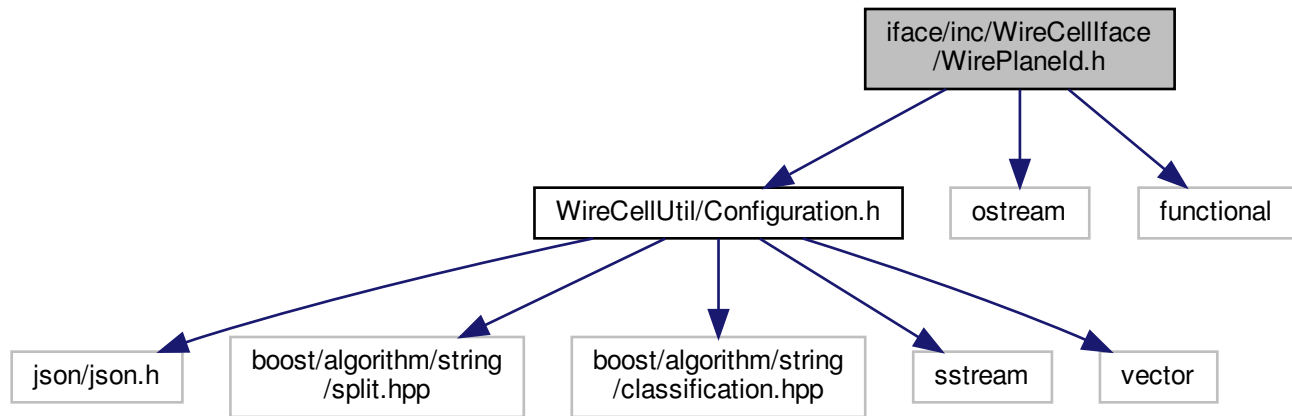 iface/inc/WireCellIface
/WirePlaneId.h
WireCellUtil/Configuration.h
ostream
functional
json/json.h
boost/algorithm/string
/split.hpp
boost/algorithm/string
/classification.hpp
sstream
vector